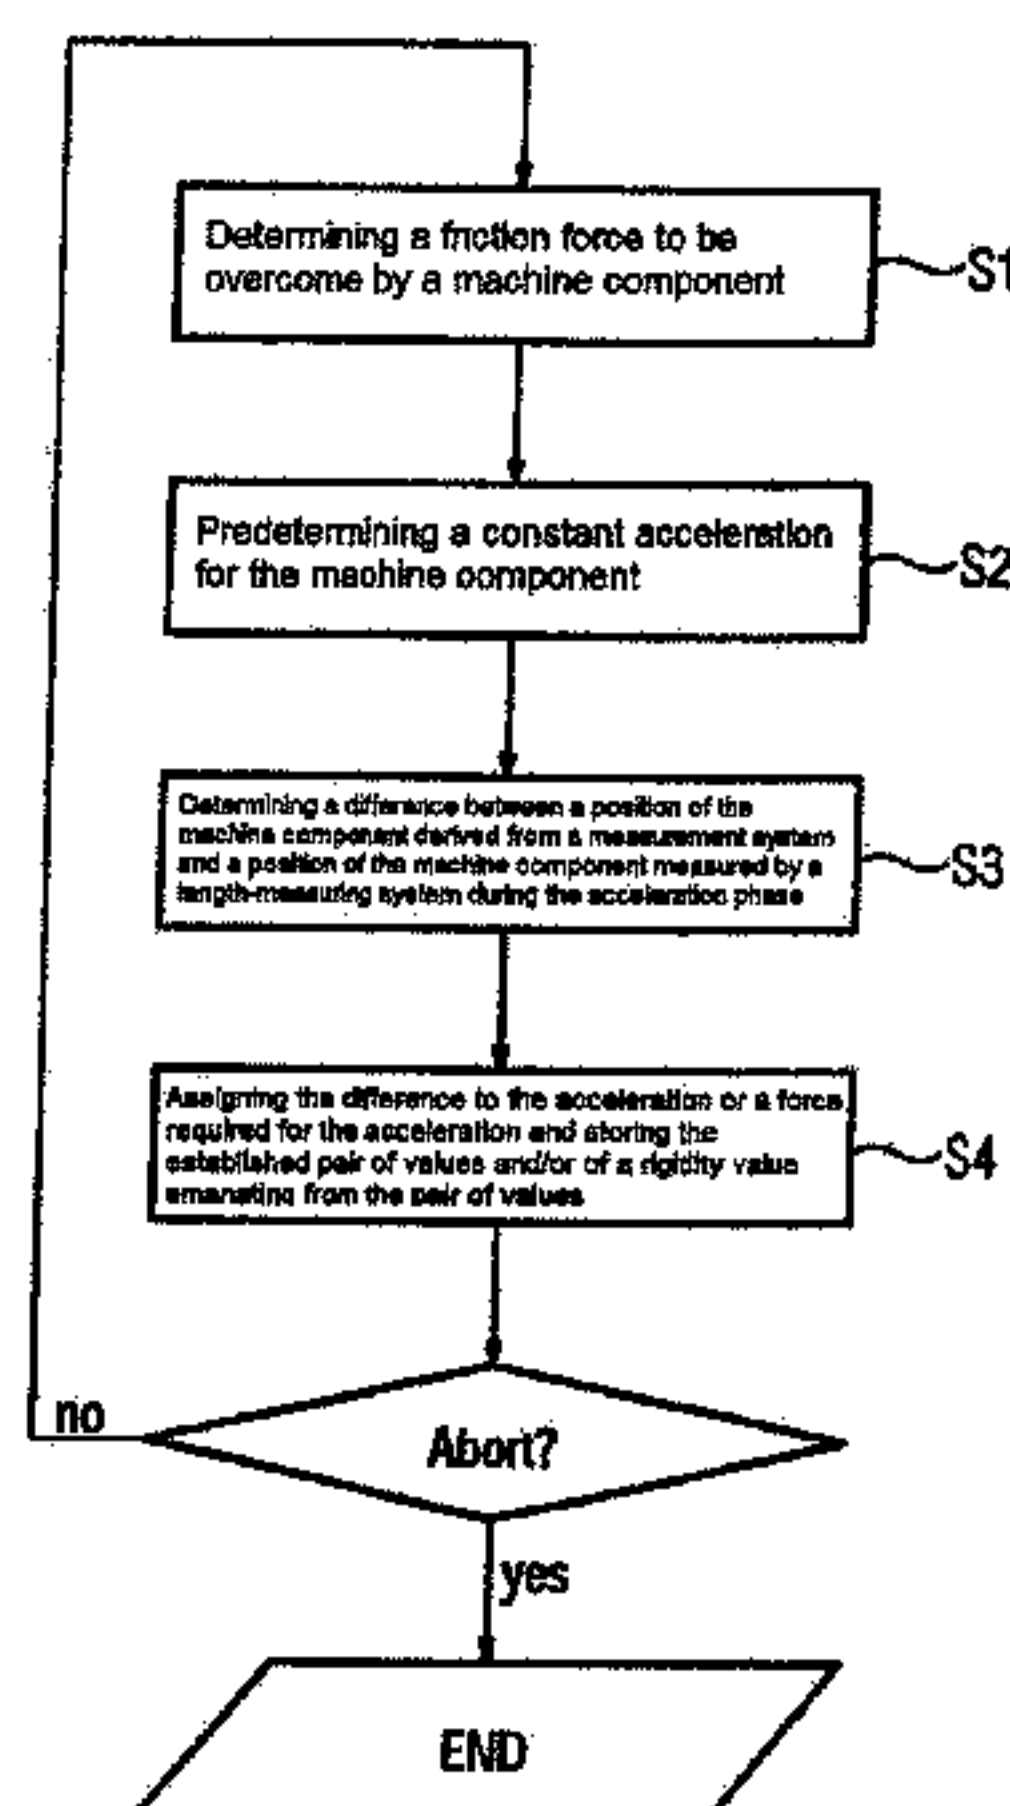 Determining a friction force to be
overcome by a machine component
S1
Predetermining a constant acceleration
for the machine component
S2
Determining a difference between a position of the
machine component derived from a measurement system
and a position of the machine component measured by a
length-measuring system during the acceleration phase
S3
Assigning the difference to the acceleration or a force
required for the acceleration and storing the
established pair of values and/or of a rigidity value
emanating from the pair of values
S4
no
Abort?
yes
END